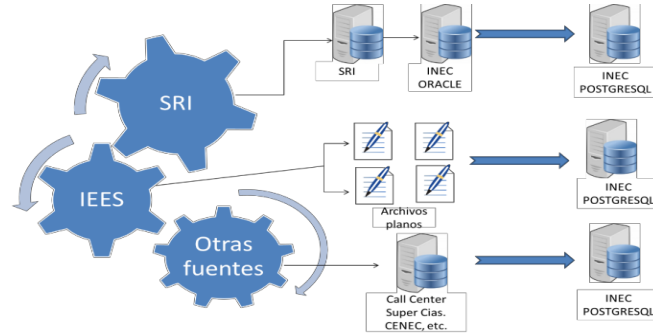 SRI
SRI
INEC
ORACLE
INEC
POSTGRESQL
IEES
Archivos
planos
INEC
POSTGRESQL
Otras
fuentes
Call Center
Super Cias.
CENEC, etc.
INEC
POSTGRESQL